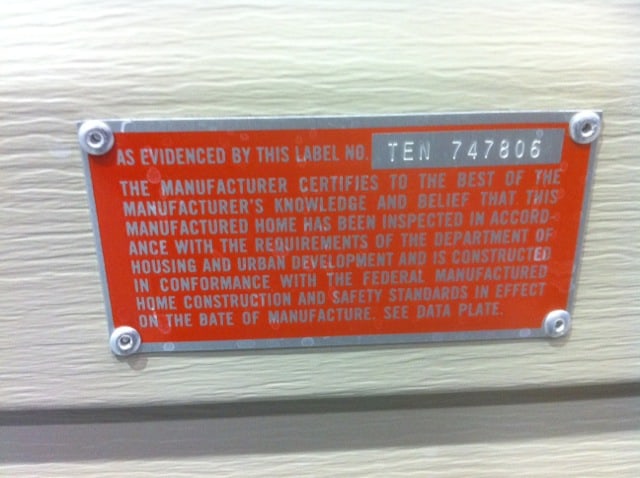 AS EVIDENCED BY THIS LABEL NO. TEN 747806
THE MANUFACTURER CERTIFIES TO THE BEST OF THE
MANUFACTURER'S KNOWLEDGE AND BELIEF THAT THIS
MANUFACTURED HOME HAS BEEN INSPECTED IN ACCORD-
ANCE WITH THE REQUIREMENTS OF THE DEPARTMENT OF
HOUSING AND URBAN DEVELOPMENT AND IS CONSTRUCTED
IN CONFORMANCE WITH THE FEDERAL MANUFACTURED
HOME CONSTRUCTION AND SAFETY STANDARDS IN EFFECT
ON THE DATE OF MANUFACTURE. SEE DATA PLATE.